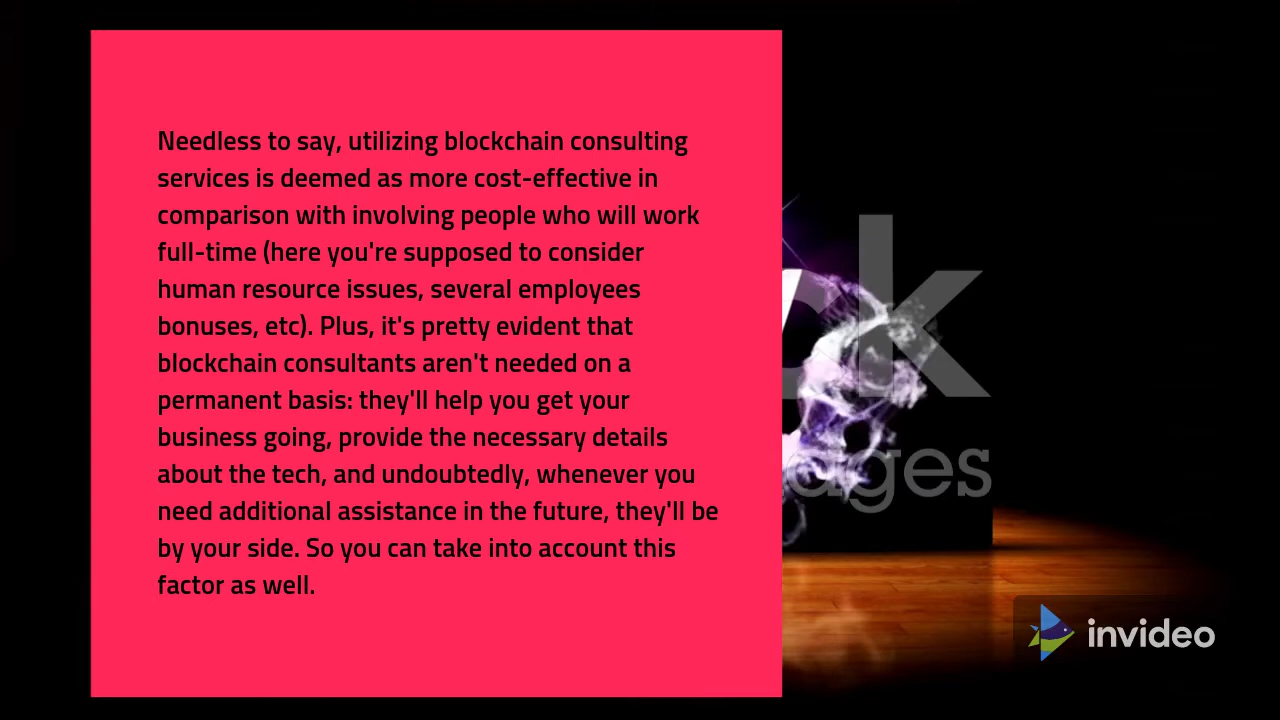 Needless to say, utilizing blockchain consulting
services is deemed as more cost-effective in
comparison with involving people who will work
full-time (here you're supposed to consider
human resource issues, several employees
bonuses, etc). Plus, it's pretty evident that
blockchain consultants aren't needed on a
permanent basis: they'll help you get your
business going, provide the necessary details
about the tech, and undoubtedly, whenever you
need additional assistance in the future, they'll be
by your side. So you can take into account this
factor as well.
invideo